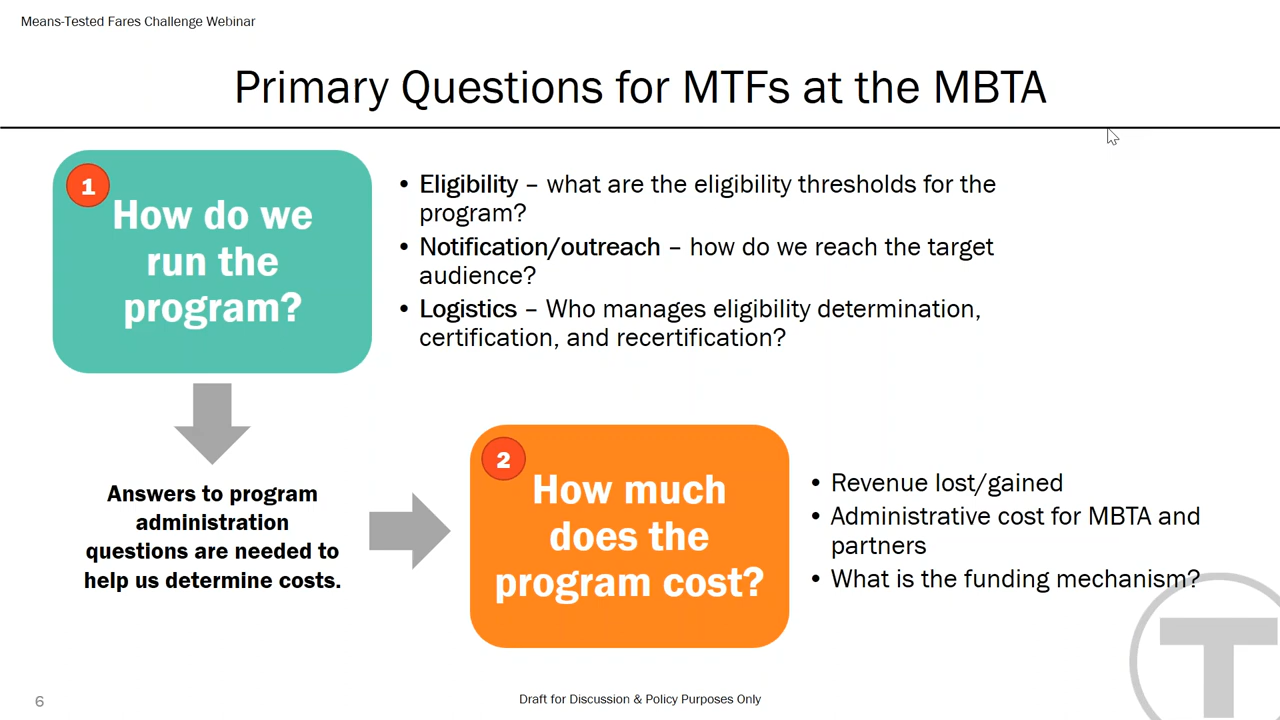 Means-Tested Fares Challenge Webinar
Primary Questions for MTFs at the MBTA
1
How do we
run the
program?
• Eligibility – what are the eligibility thresholds for the
program?
• Notification/outreach – how do we reach the target
audience?
• Logistics – Who manages eligibility determination,
certification, and recertification?
Answers to program
administration
questions are needed to
help us determine costs.
2
How much
does the
program cost?
• Revenue lost/gained
• Administrative cost for MBTA and
partners
• What is the funding mechanism?
T
6
Draft for Discussion & Policy Purposes Only